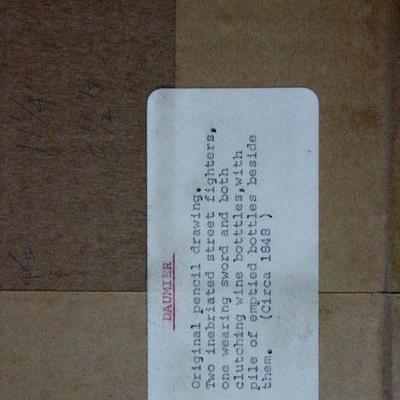 DAUMIER
Original pencil drawing.
Two inebriated street fighters,
one wearing sword and both
clutching wine botttles,with
pile of emptied bottles beside
them. (Circa 1848 )